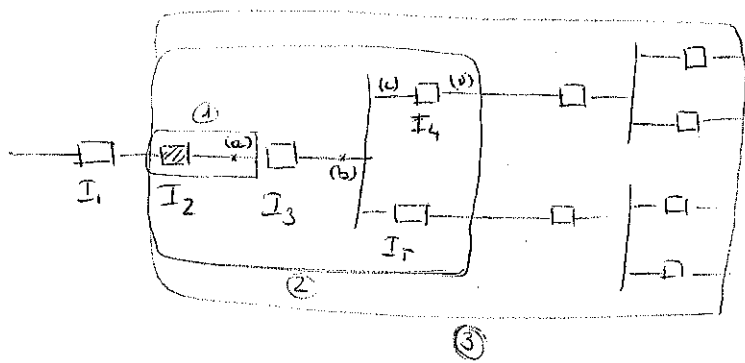 (c) (d)
I₄
① (a)
(b)
I₁ I₂ I₃
I₅
②
③